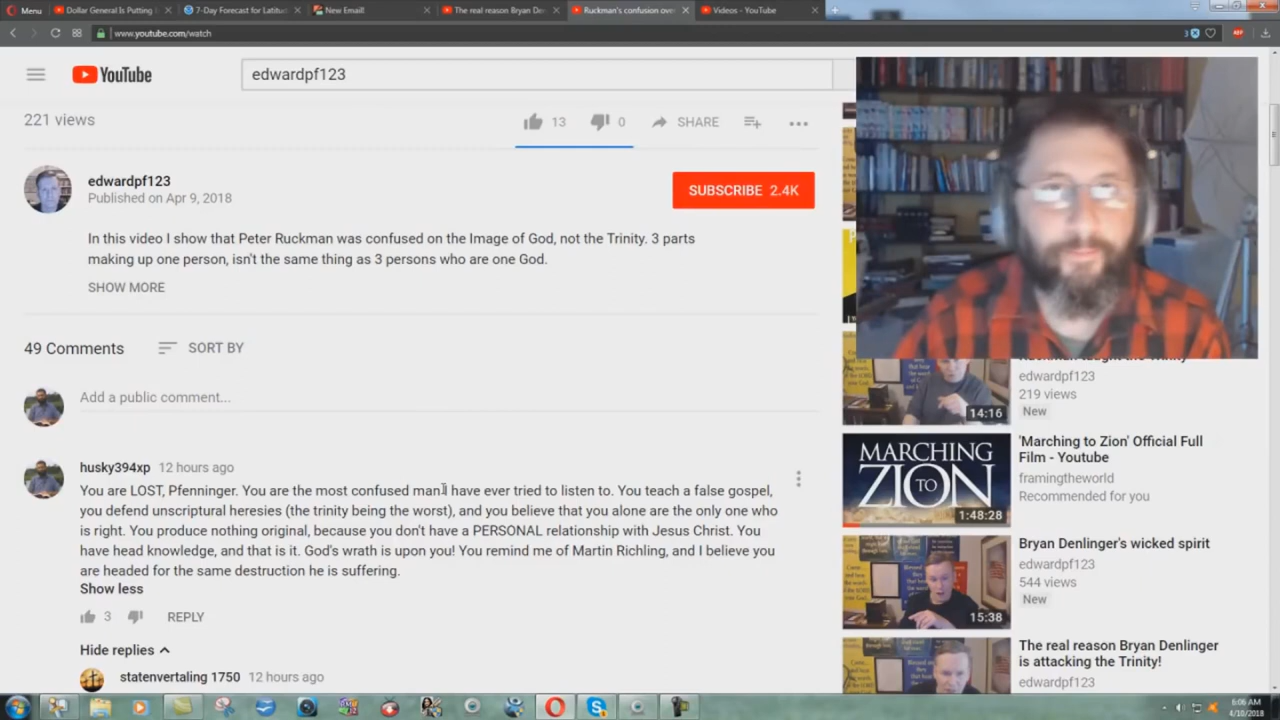 Menu
Dollar General Is Putting I
7-Day Forecast for Latitud
New Emaill
The real reason Bryan Den
Ruckman's confusion over
Videos - YouTube
www.youtube.com/watch
3
ABP
YouTube
edwardpf123
221 views
13
0
SHARE
edwardpf123
Published on Apr 9, 2018
SUBSCRIBE 2.4K
In this video I show that Peter Ruckman was confused on the Image of God, not the Trinity. 3 parts
making up one person, isn't the same thing as 3 persons who are one God.
SHOW MORE
49 Comments
SORT BY
Add a public comment...
husky394xp 12 hours ago
You are LOST, Pfenninger. You are the most confused man I have ever tried to listen to. You teach a false gospel,
you defend unscriptural heresies (the trinity being the worst), and you believe that you alone are the only one who
is right. You produce nothing original, because you don't have a PERSONAL relationship with Jesus Christ. You
have head knowledge, and that is it. God's wrath is upon you! You remind me of Martin Richling, and I believe you
are headed for the same destruction he is suffering.
Show less
3
REPLY
Hide replies
statenvertaling 1750 12 hours ago
edwardpf123
219 views
New
14:16
MARCHING
TO
ZION
1:48:28
'Marching to Zion' Official Full
Film - Youtube
framingtheworld
Recommended for you
15:38
Bryan Denlinger's wicked spirit
edwardpf123
544 views
New
The real reason Bryan Denlinger
is attacking the Trinity!
edwardpf123
6:06 AM
4/10/2018